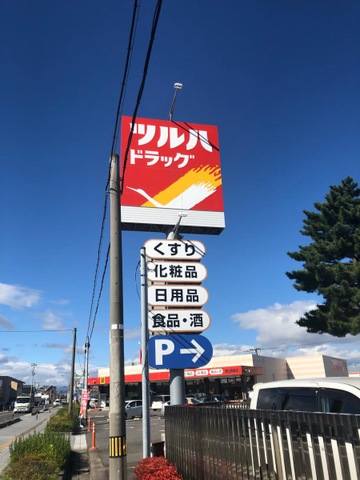 ツルハ
ドラッグ
くすり
化粧品
日用品
食品・酒
P→